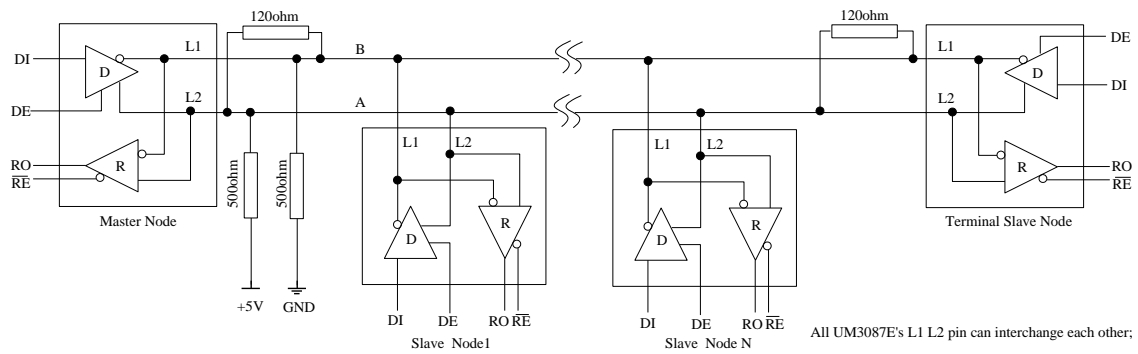 120ohm
120ohm
L1
B
L1
DE
DI
D
D
DI
DE
L2
A
L2
RO
RE
R
500ohm
500ohm
L1
L2
L1
L2
R
RO
RE
Master Node
Terminal Slave Node
D
R
D
R
+5V
GND
DI
DE
RO RE
DI
DE
RO RE
Slave Node1
Slave Node N
All UM3087E's L1 L2 pin can interchange each other;